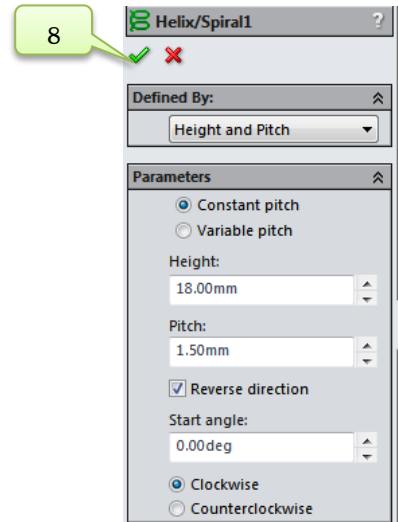 Helix/Spiral1 ?
8
Defined By:
Height and Pitch
Parameters
Constant pitch
Variable pitch
Height:
18.00mm
Pitch:
1.50mm
Reverse direction
Start angle:
0.00deg
Clockwise
Counterclockwise